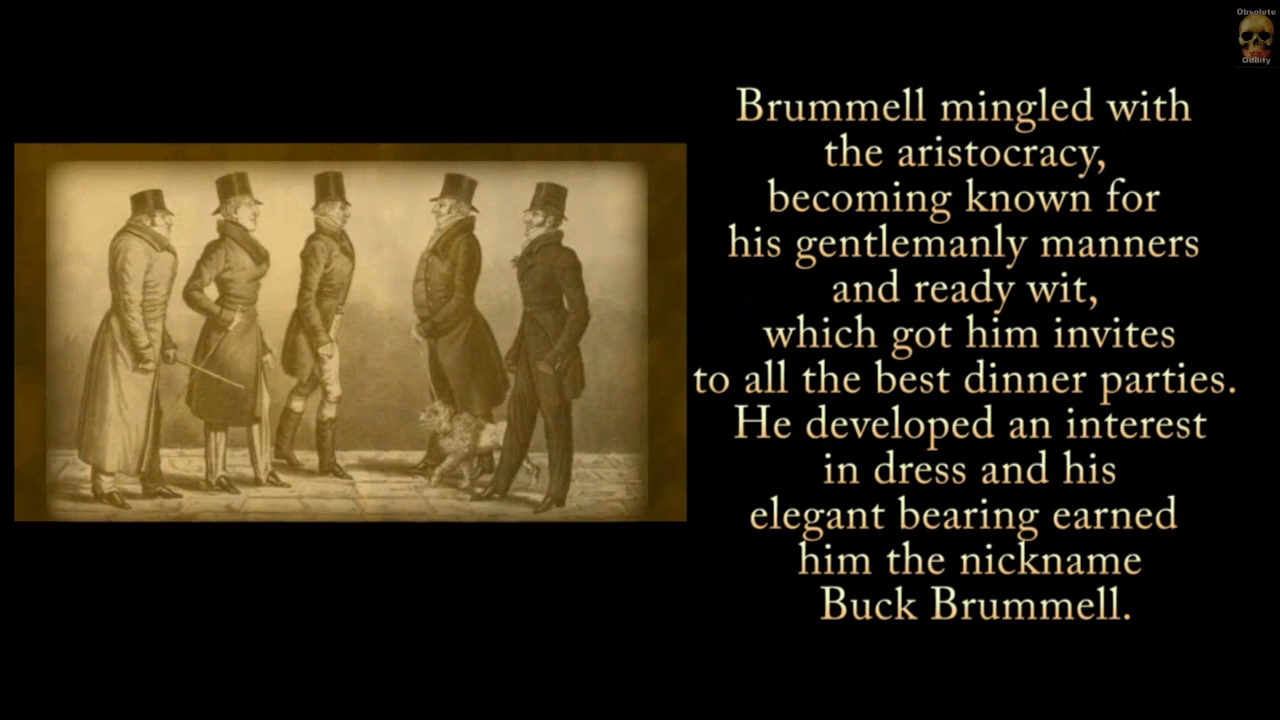 Obsolete
Oddity
Brummell mingled with
the aristocracy,
becoming known for
his gentlemanly manners
and ready wit,
which got him invites
to all the best dinner parties.
He developed an interest
in dress and his
elegant bearing earned
him the nickname
Buck Brummell.